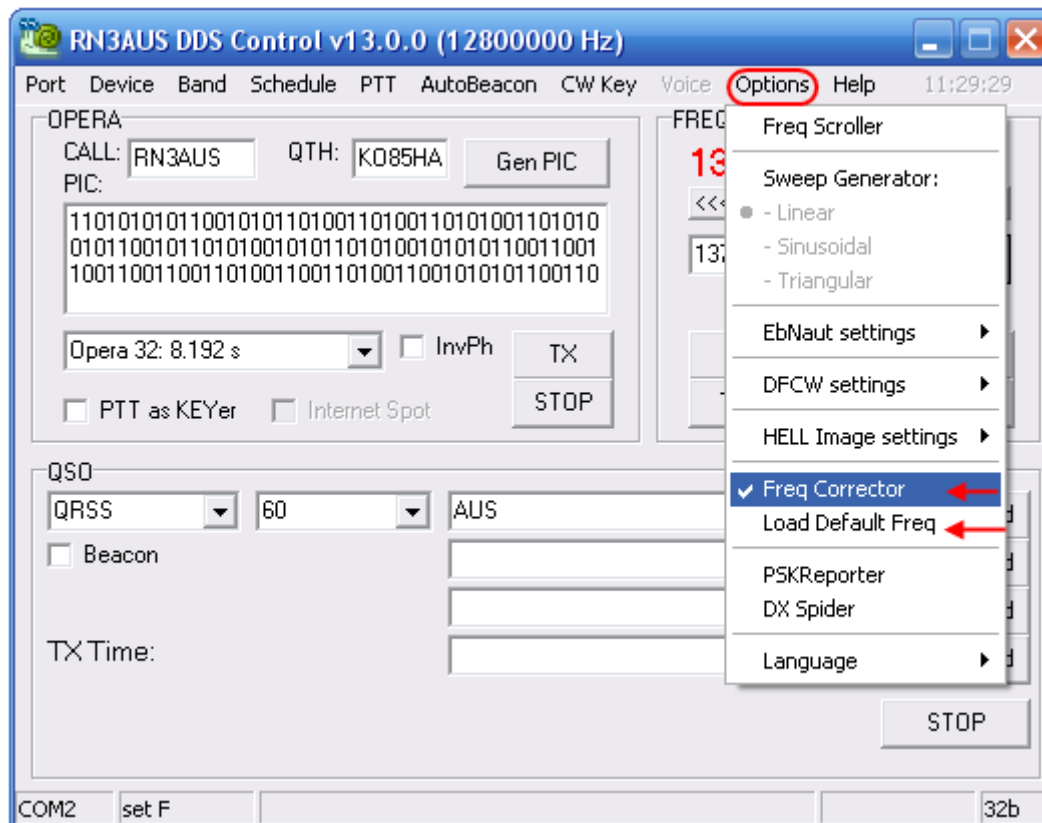 RN3AUS DDS Control v13.0.0 (12800000 Hz)
Port Device Band Schedule PTT AutoBeacon CW Key Voice Options Help 11:29:29
OPERA
CALL: RN3AUS QTH: KO85HA Gen PIC
PIC:
11010101011001010110100110100110101001101010
01011001011010100101011010100101010110011001
10011001100110100110011010011001010101100110
Opera 32: 8.192 s InvPh TX
PTT as KEYer Internet Spot STOP
FREQ
13
<<<
137
Freq Scroller
Sweep Generator:
- Linear
- Sinusoidal
- Triangular
EbNaut settings
DFCW settings
HELL Image settings
Freq Corrector
Load Default Freq
PSKReporter
DX Spider
Language
QSO
QRSS 60 AUS
Beacon
TX Time:
STOP
COM2 set F 32b